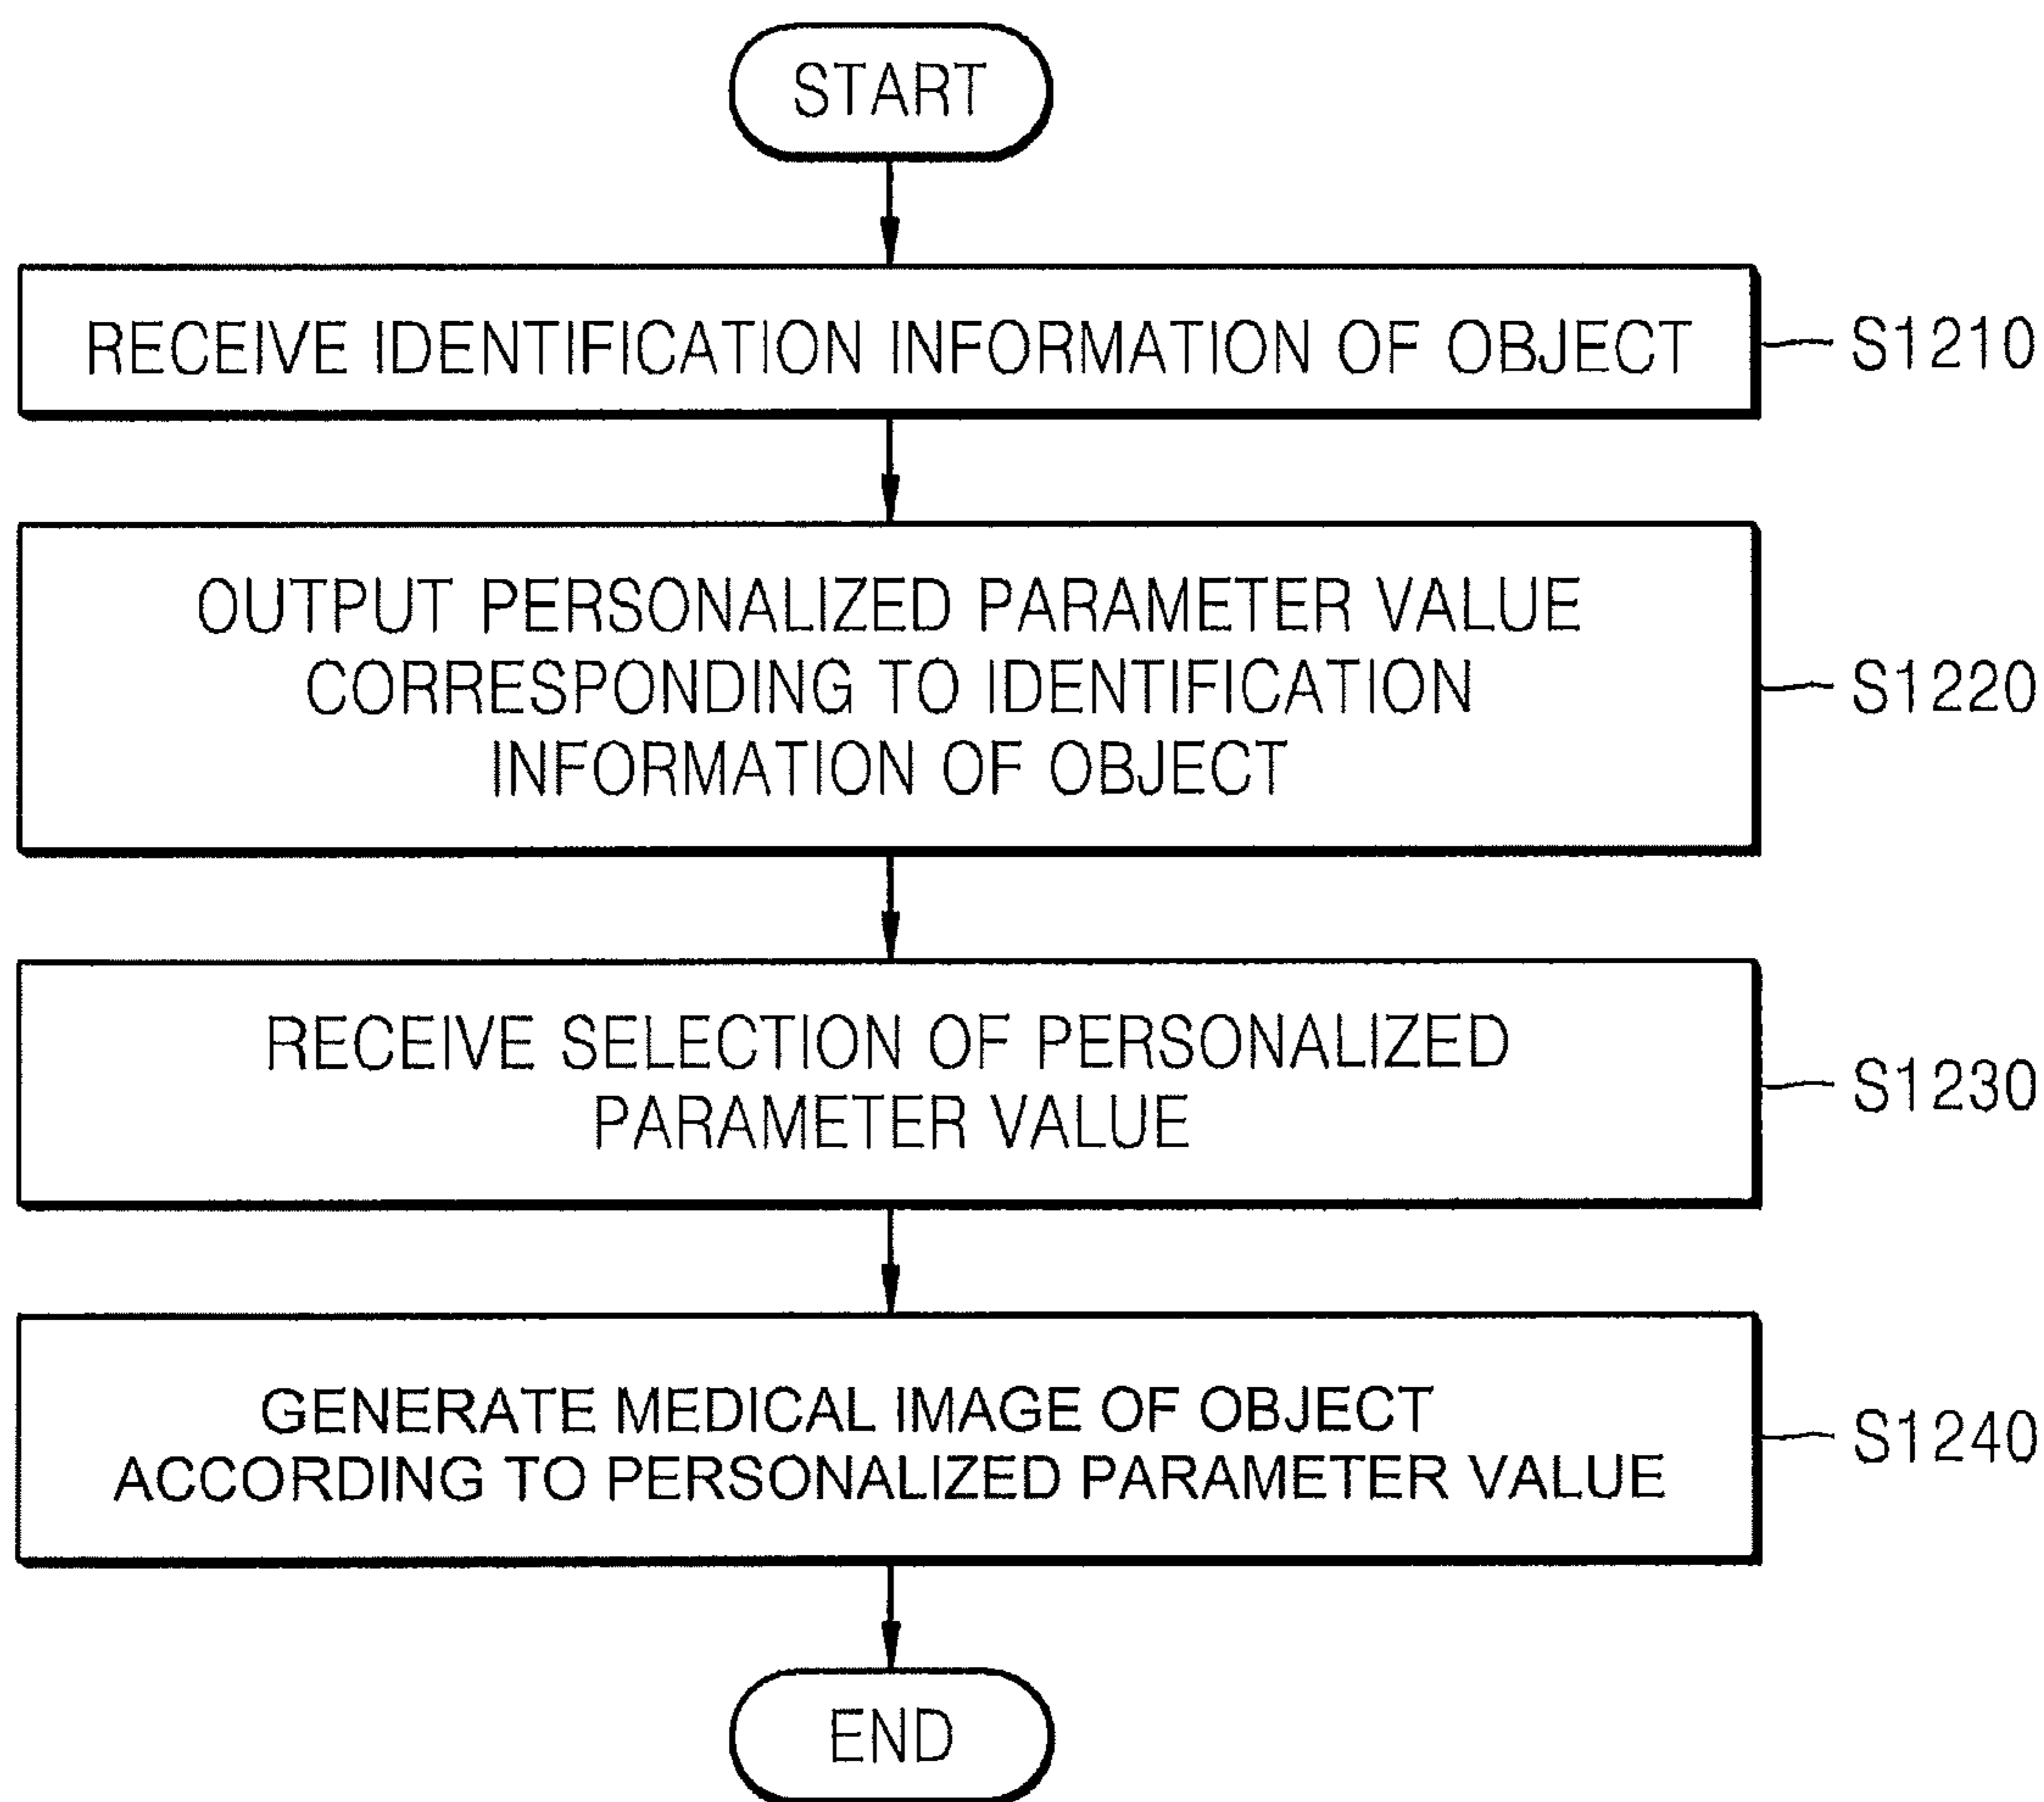 START
RECEIVE IDENTIFICATION INFORMATION OF OBJECT
S1210
OUTPUT PERSONALIZED PARAMETER VALUE
CORRESPONDING TO IDENTIFICATION
INFORMATION OF OBJECT
S1220
RECEIVE SELECTION OF PERSONALIZED
PARAMETER VALUE
S1230
GENERATE MEDICAL IMAGE OF OBJECT
ACCORDING TO PERSONALIZED PARAMETER VALUE
S1240
END